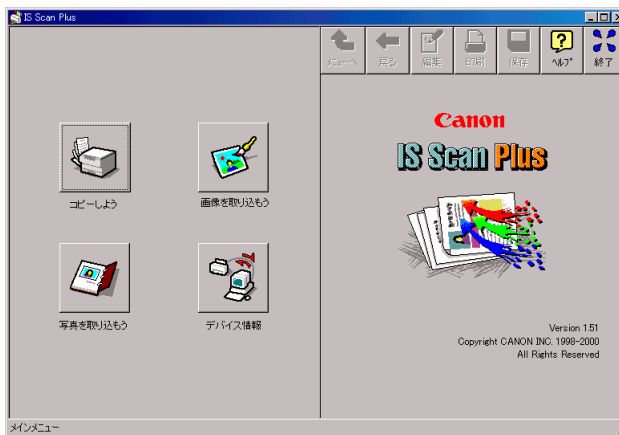 IS Scan Plus
メニューへ
戻る
編集
印刷
保存
ﾍﾙﾌﾟ
終了
コピーしよう
画像を取り込もう
写真を取り込もう
デバイス情報
Canon
IS Scan Plus
Version 1.51
Copyright CANON INC. 1998-2000
All Rights Reserved
メインメニュー